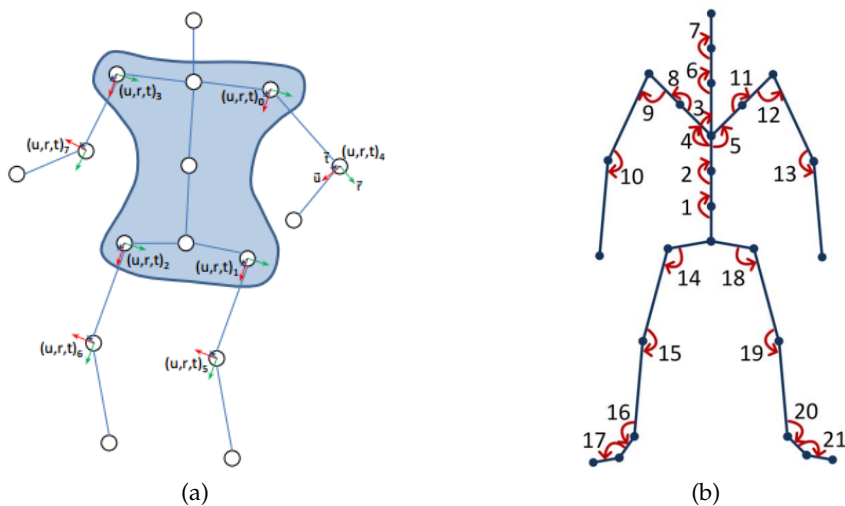 (u,r,t)₃
(u,r,t)₀
(u,r,t)₇
(u,r,t)₄
t⃗
u⃗
r⃗
(u,r,t)₂
(u,r,t)₁
(u,r,t)₆
(u,r,t)₅
(a)
7
6
8
11
3
9
12
4
5
10
2
13
1
14
18
15
19
16
20
17
21
(b)